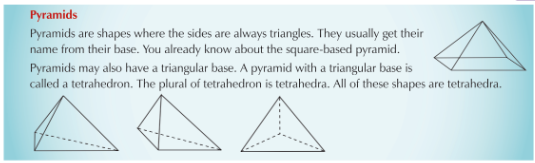 Pyramids
Pyramids are shapes where the sides are always triangles. They usually get their
name from their base. You already know about the square-based pyramid.
Pyramids may also have a triangular base. A pyramid with a triangular base is
called a tetrahedron. The plural of tetrahedron is tetrahedra. All of these shapes are tetrahedra.